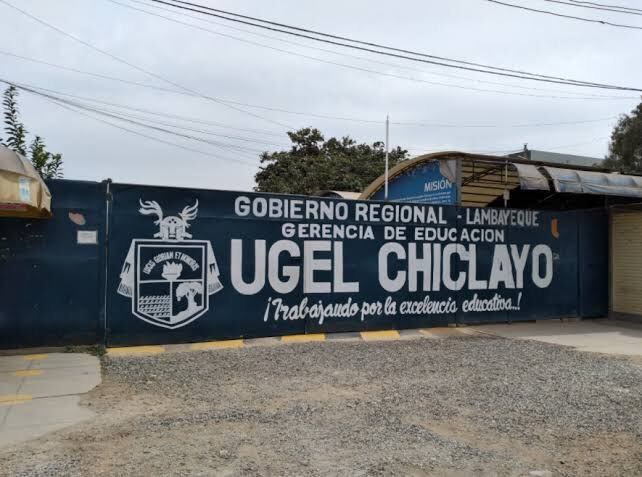 MISIÓN
GOBIERNO REGIONAL - LAMBAYEQUE
GERENCIA DE EDUCACION
UGEL CHICLAYO
¡Trabajando por la excelencia educativa..!